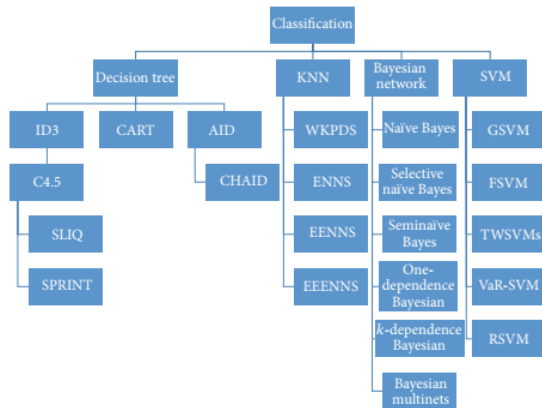 Classification
Decision tree
KNN
Bayesian
network
SVM
ID3
CART
AID
WKPDS
Naïve Bayes
GSVM
C4.5
CHAID
ENNS
Selective
naïve Bayes
FSVM
SLIQ
EENNS
Seminaïve
Bayes
TWSVMs
SPRINT
EEENNS
One-
dependence
Bayesian
VaR-SVM
k-dependence
Bayesian
RSVM
Bayesian
multinets